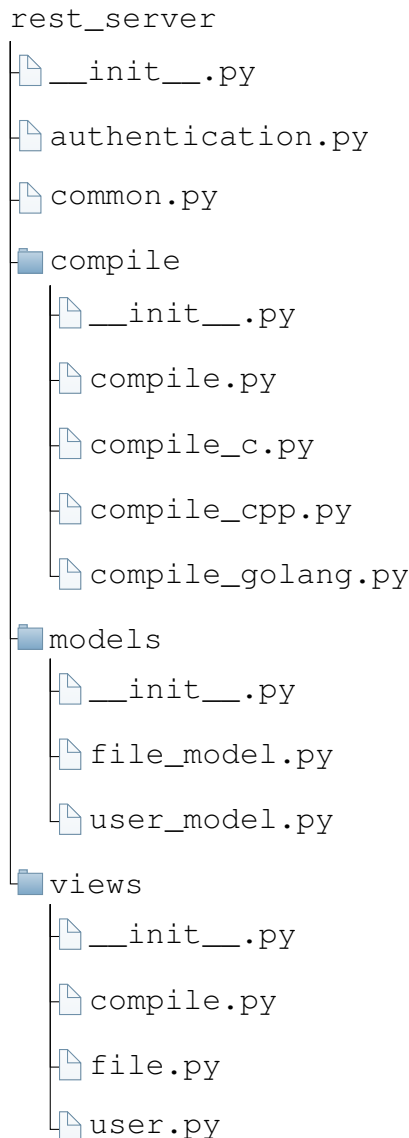 rest_server
__init__.py
authentication.py
common.py
compile
__init__.py
compile.py
compile_c.py
compile_cpp.py
compile_golang.py
models
__init__.py
file_model.py
user_model.py
views
__init__.py
compile.py
file.py
user.py